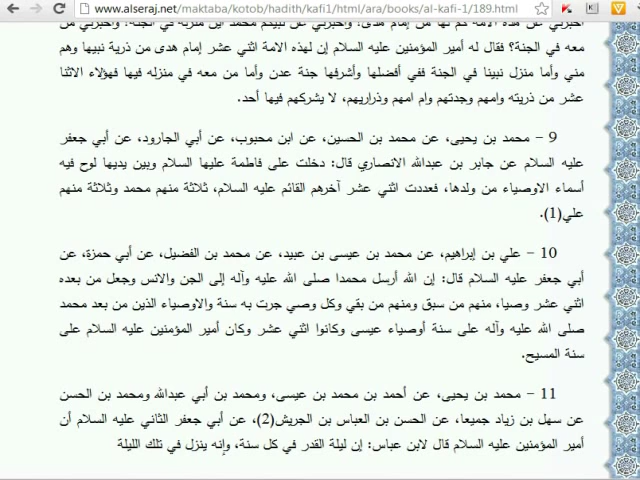 www.alseraj.net/maktaba/kotob/hadith/kafi1/html/ara/books/al-kafi-1/189.html
معه في الجنة؟ فقال له أمير المؤمنين عليه السلام إن لهذه الامة اثني عشر إمام هدى من ذرية نبيها وهم
مني وأما منزل نبينا في الجنة ففي أفضلها وأشرفها جنة عدن وأما من معه في منزله فيها فهؤلاء الاثنا
عشر من ذريته وامهم وجدتهم وام امهم وذراريهم، لا يشركهم فيها أحد.
9 - محمد بن يحيى، عن محمد بن الحسين، عن ابن محبوب، عن أبي الجارود، عن أبي جعفر
عليه السلام عن جابر بن عبدالله الانصاري قال: دخلت على فاطمة عليها السلام وبين يديها لوح فيه
أسماء الاوصياء من ولدها، فعددت اثني عشر آخرهم القائم عليه السلام، ثلاثة منهم محمد وثلاثة منهم
علي(1).
10 - علي بن إبراهيم، عن محمد بن عيسى بن عبيد، عن محمد بن الفضيل، عن أبي حمزة، عن
أبي جعفر عليه السلام قال: إن الله أرسل محمدا صلى الله عليه وآله إلى الجن والانس وجعل من بعده
اثني عشر وصيا، منهم من سبق ومنهم من بقي وكل وصي جرت به سنة والاوصياء الذين من بعد محمد
صلى الله عليه وآله على سنة أوصياء عيسى وكانوا اثني عشر وكان أمير المؤمنين عليه السلام على
سنة المسيح.
11 - محمد بن يحيى، عن أحمد بن محمد بن عيسى، ومحمد بن أبي عبدالله ومحمد بن الحسن
عن سهل بن زياد جميعا، عن الحسن بن العباس بن الجريش(2)، عن أبي جعفر الثاني عليه السلام أن
أمير المؤمنين عليه السلام قال لابن عباس: إن ليلة القدر في كل سنة، وإنه ينزل في تلك الليلة